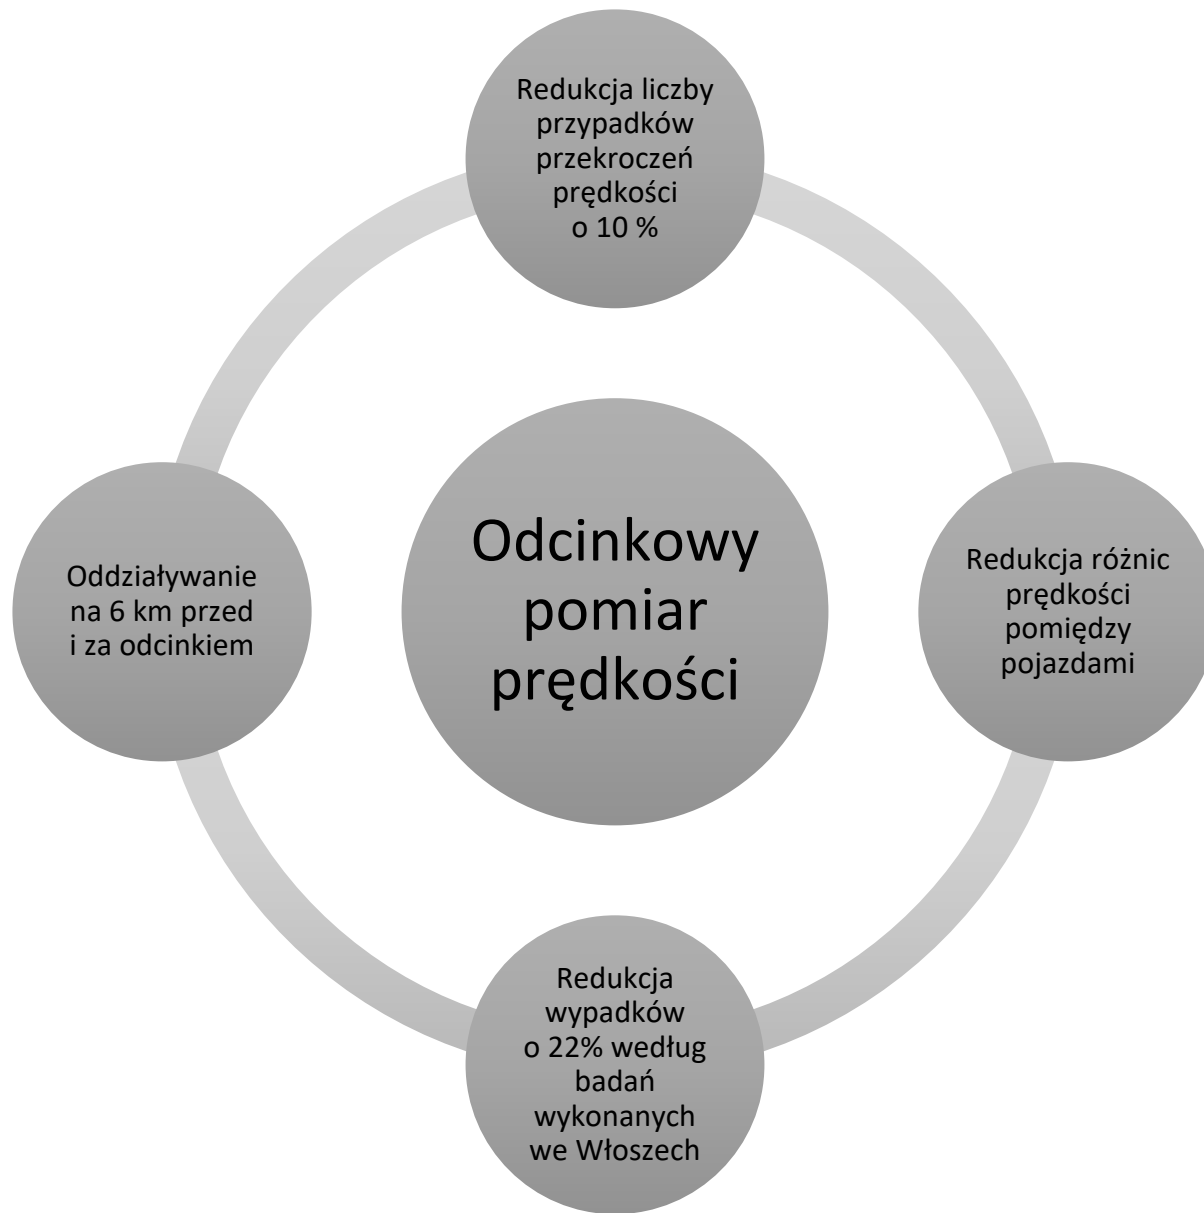 Redukcja liczby
przypadków
przekroczeń
prędkości
o 10 %
Oddziaływanie
na 6 km przed
i za odcinkiem
Odcinkowy
pomiar
prędkości
Redukcja różnic
prędkości
pomiędzy
pojazdami
Redukcja
wypadków
o 22% według
badań
wykonanych
we Włoszech